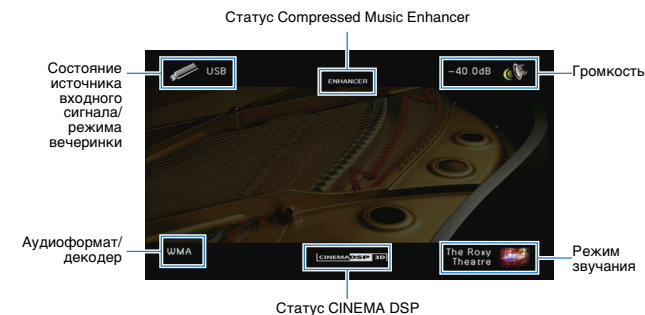 Статус Compressed Music Enhancer
Состояние
источника
входного
сигнала/
режима
вечеринки
USB
ENHANCER
-40.0dB
Громкость
Аудиоформат/
декодер
WMA
CINEMA DSP 3D
The Roxy
Theatre
Режим
звучания
Статус CINEMA DSP